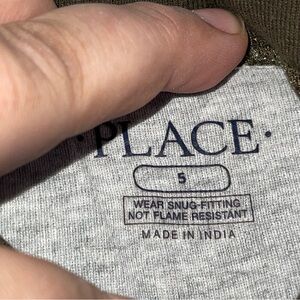 ·PLACE·
5
WEAR SNUG-FITTING
NOT FLAME RESISTANT
MADE IN INDIA